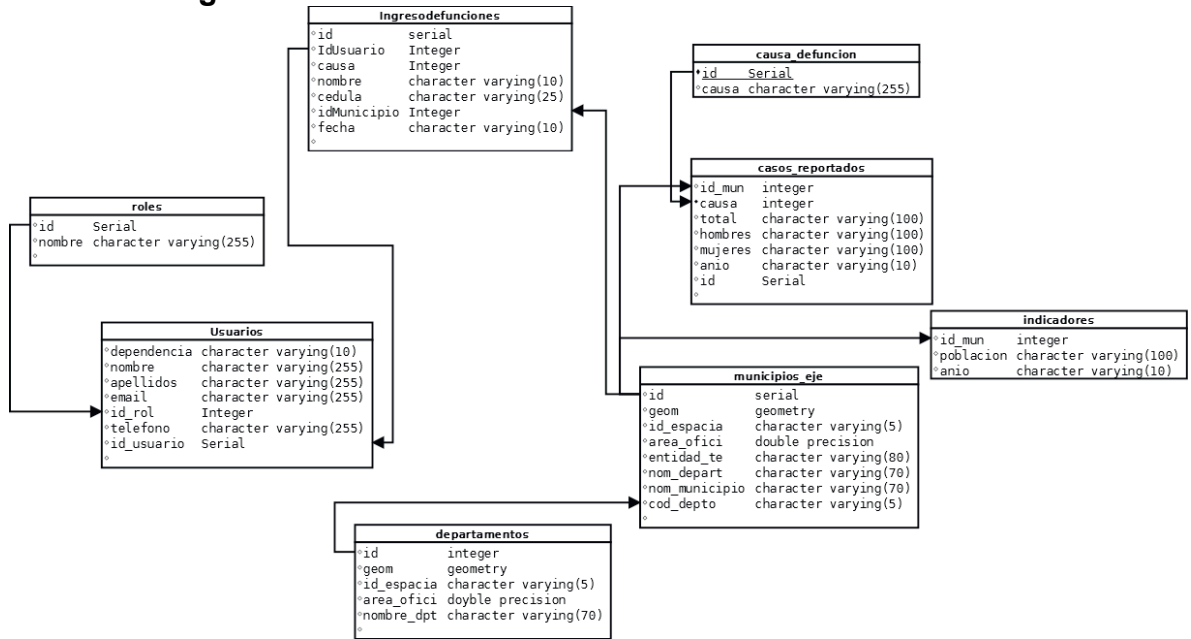 Ingresodefunciones
id serial
IdUsuario Integer
causa Integer
nombre character varying(10)
cedula character varying(25)
idMunicipio Integer
fecha character varying(10)
causa_defuncion
id Serial
causa character varying(255)
casos_reportados
id_mun integer
causa integer
total character varying(100)
hombres character varying(100)
mujeres character varying(100)
anio character varying(10)
id Serial
roles
id Serial
nombre character varying(255)
Usuarios
dependencia character varying(10)
nombre character varying(255)
apellidos character varying(255)
email character varying(255)
id_rol Integer
telefono character varying(255)
id_usuario Serial
indicadores
id_mun integer
poblacion character varying(100)
anio character varying(10)
municipios_eje
id serial
geom geometry
id_espacia character varying(5)
area_ofici double precision
entidad_te character varying(80)
nom_depart character varying(70)
nom_municipio character varying(70)
cod_depto character varying(5)
departamentos
id integer
geom geometry
id_espacia character varying(5)
area_ofici doyble precision
nombre_dpt character varying(70)